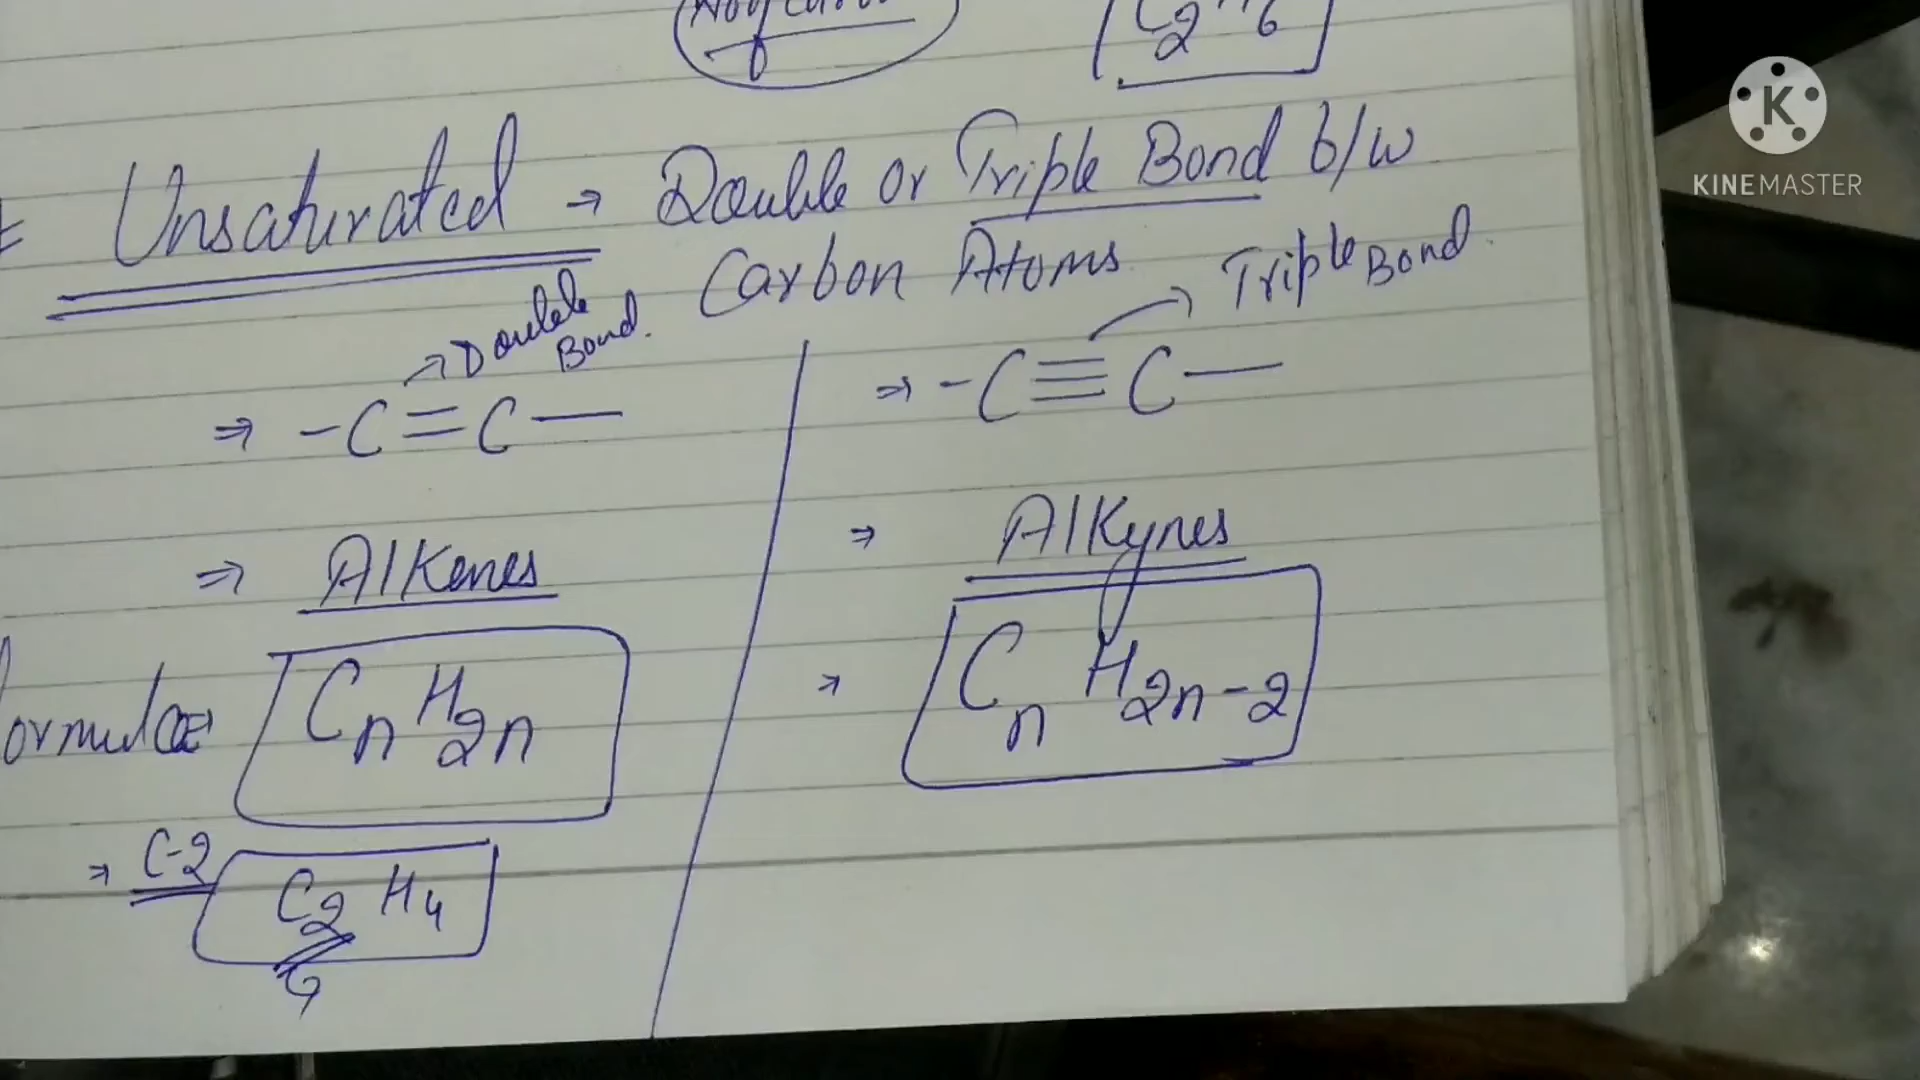 C2H6
Unsaturated → Double or Triple Bond b/w
Carbon Atoms
→ Double Bond.
→ Triple Bond.
⇒ -C=C-
⇒ -C≡C-
⇒ Alkenes
⇒ Alkynes
ormula ⇒ CnH2n
→ CnH2n-2
⇒ C-2 C2H4
KINEMASTER